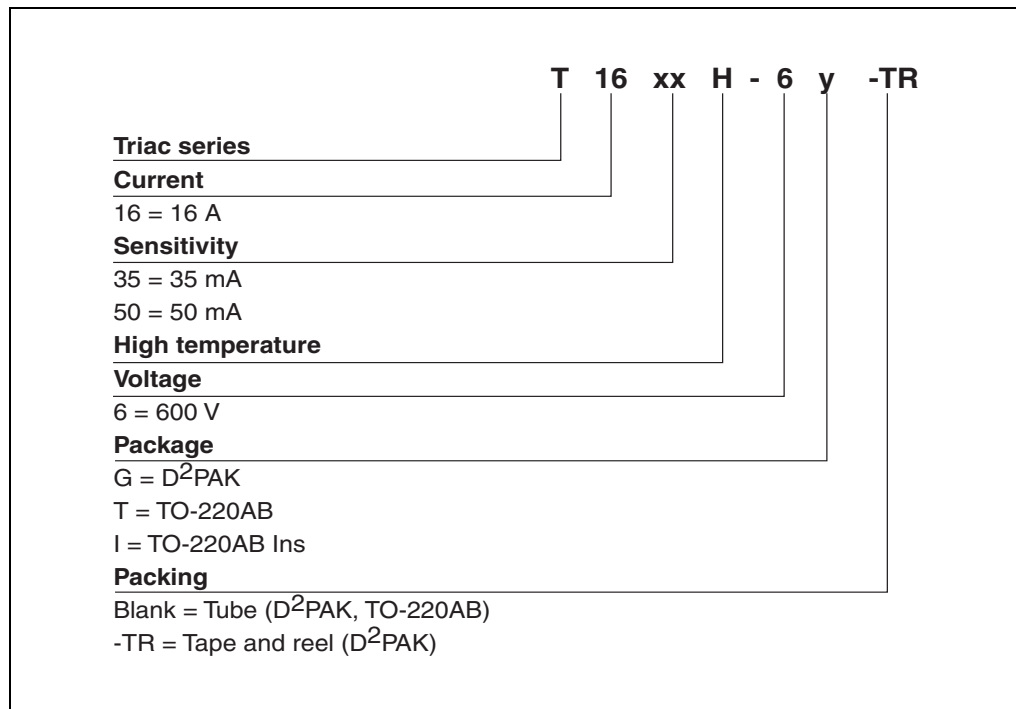 T 16 xx H - 6 y -TR
Triac series
Current
16 = 16 A
Sensitivity
35 = 35 mA
50 = 50 mA
High temperature
Voltage
6 = 600 V
Package
G = D²PAK
T = TO-220AB
I = TO-220AB Ins
Packing
Blank = Tube (D²PAK, TO-220AB)
-TR = Tape and reel (D²PAK)